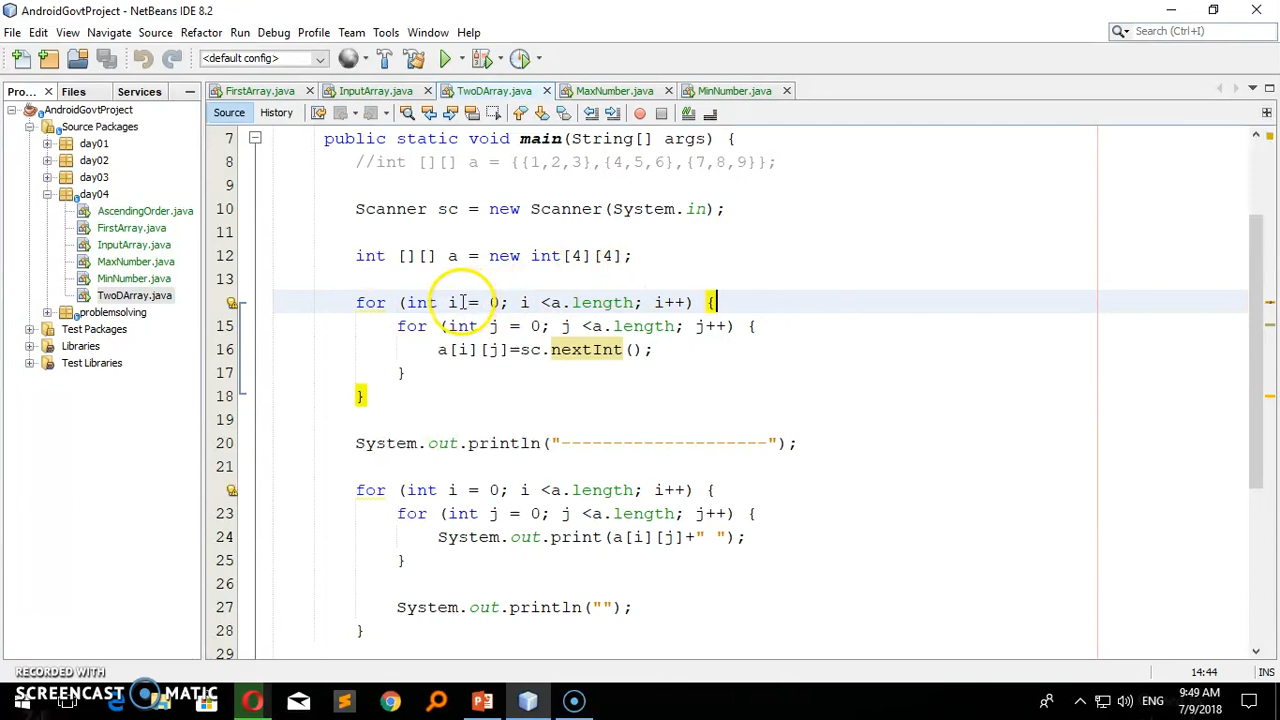 AndroidGovtProject - NetBeans IDE 8.2
File Edit View Navigate Source Refactor Run Debug Profile Team Tools Window Help
Search (Ctrl+I)
<default config>
Pro... Files Services
FirstArray.java InputArray.java TwoDArray.java MaxNumber.java MinNumber.java
Source History
AndroidGovtProject
Source Packages
day01
day02
day03
day04
AscendingOrder.java
FirstArray.java
InputArray.java
MaxNumber.java
MinNumber.java
TwoDArray.java
problemsolving
Test Packages
Libraries
Test Libraries
7 public static void main(String[] args) {
8 //int [][] a = {{1,2,3},{4,5,6},{7,8,9}};
9
10 Scanner sc = new Scanner(System.in);
11
12 int [][] a = new int[4][4];
13
for (int i = 0; i <a.length; i++) {
15 for (int j = 0; j <a.length; j++) {
16 a[i][j]=sc.nextInt();
17 }
18 }
19
20 System.out.println("--------------------");
21
for (int i = 0; i <a.length; i++) {
23 for (int j = 0; j <a.length; j++) {
24 System.out.print(a[i][j]+" ");
25 }
26
27 System.out.println("");
28 }
29
14:44 INS
RECORDED WITH
SCREENCAST MATIC
ENG
9:49 AM
7/9/2018